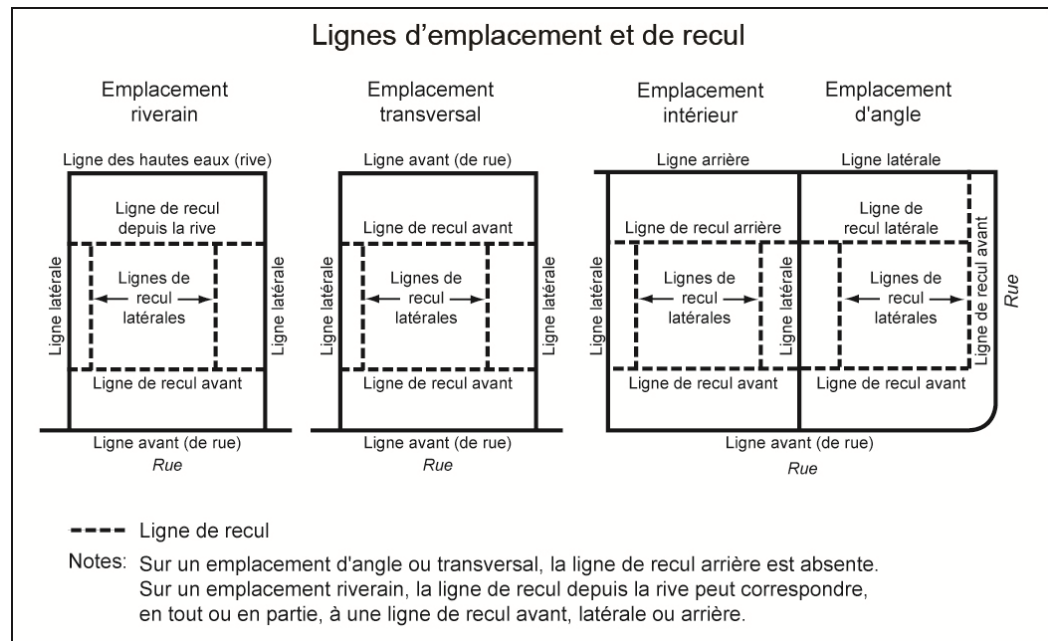 Lignes d'emplacement et de recul
Emplacement
riverain
Ligne des hautes eaux (rive)
Ligne de recul
depuis la rive
Ligne latérale
Lignes de
recul
latérales
Ligne latérale
Ligne de recul avant
Ligne avant (de rue)
Rue
Emplacement
transversal
Ligne avant (de rue)
Ligne de recul avant
Ligne latérale
Lignes de
recul
latérales
Ligne latérale
Ligne de recul avant
Ligne avant (de rue)
Rue
Emplacement
intérieur
Ligne arrière
Ligne de recul arrière
Ligne latérale
Lignes de
recul
latérales
Ligne latérale
Ligne de recul avant
Emplacement
d'angle
Ligne latérale
Ligne de
recul latérale
Lignes de
recul
latérales
Ligne de recul avant
Rue
Ligne de recul avant
Ligne avant (de rue)
Rue
Ligne de recul
Notes: Sur un emplacement d'angle ou transversal, la ligne de recul arrière est absente.
Sur un emplacement riverain, la ligne de recul depuis la rive peut correspondre,
en tout ou en partie, à une ligne de recul avant, latérale ou arrière.